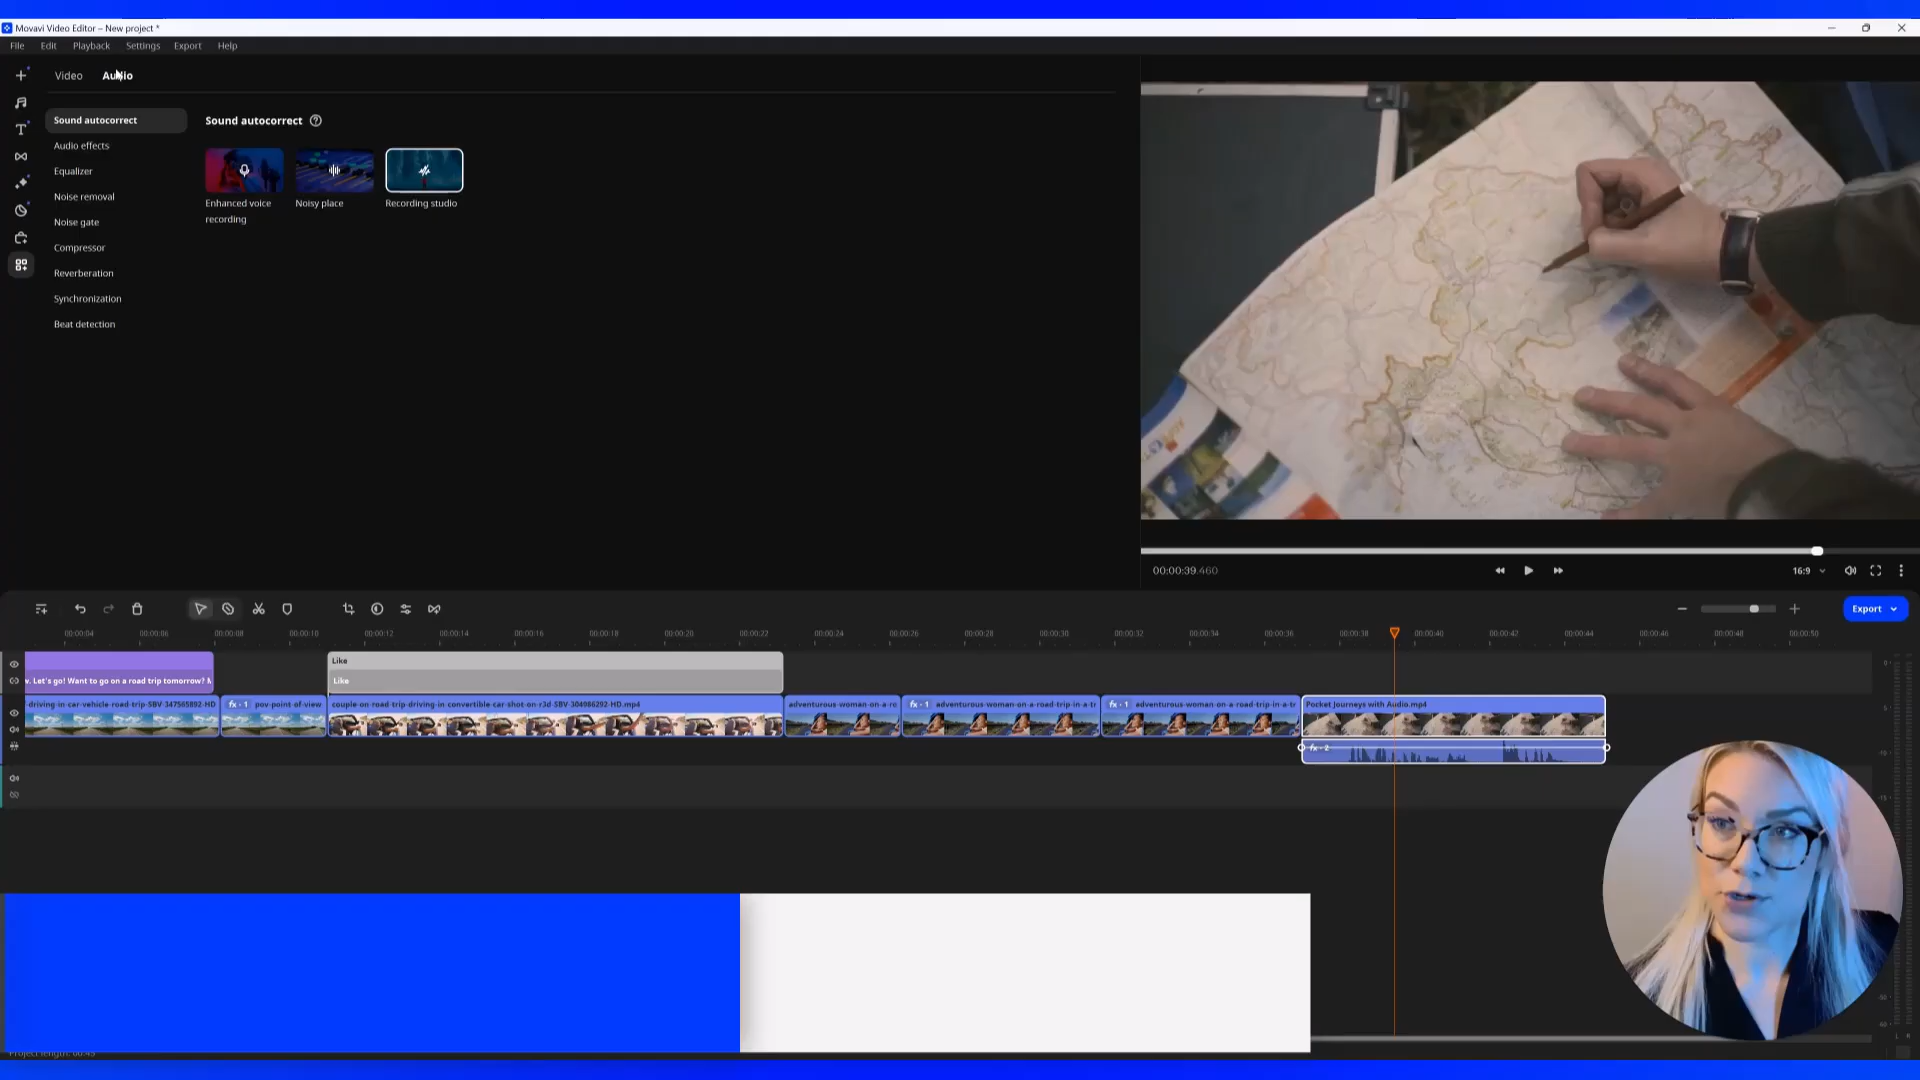 Movavi Video Editor – New project *
File Edit Playback Settings Export Help
Video Audio
Sound autocorrect
Audio effects
Equalizer
Noise removal
Noise gate
Compressor
Reverberation
Synchronization
Beat detection
Sound autocorrect ?
Enhanced voice
recording
Noisy place
Recording studio
00:00:39.460
16:9
Export
00:00:04 00:00:06 00:00:08 00:00:10 00:00:12 00:00:14 00:00:16 00:00:18 00:00:20 00:00:22 00:00:24 00:00:26 00:00:28 00:00:30 00:00:32 00:00:34 00:00:36 00:00:38 00:00:40 00:00:42 00:00:44 00:00:46 00:00:48 00:00:50
Like
w. Let's go! Want to go on a road trip tomorrow?
Like
driving-in-car-vehicle-road-trip-SBV-347565892-HD
fx - 1 pov-point-of-view
couple-on-road-trip-driving-in-convertible-car-shot-on-r3d-SBV-304986292-HD.mp4
adventurous-woman-on-a-ro
fx - 1 adventurous-woman-on-a-road-trip-in-a-tr
fx - 1 adventurous-woman-on-a-road-trip-in-a-tr
Pocket Journeys with Audio.mp4
fx - 2
0
-5
-10
-15
-50
-60
L R
Project length: 00:45